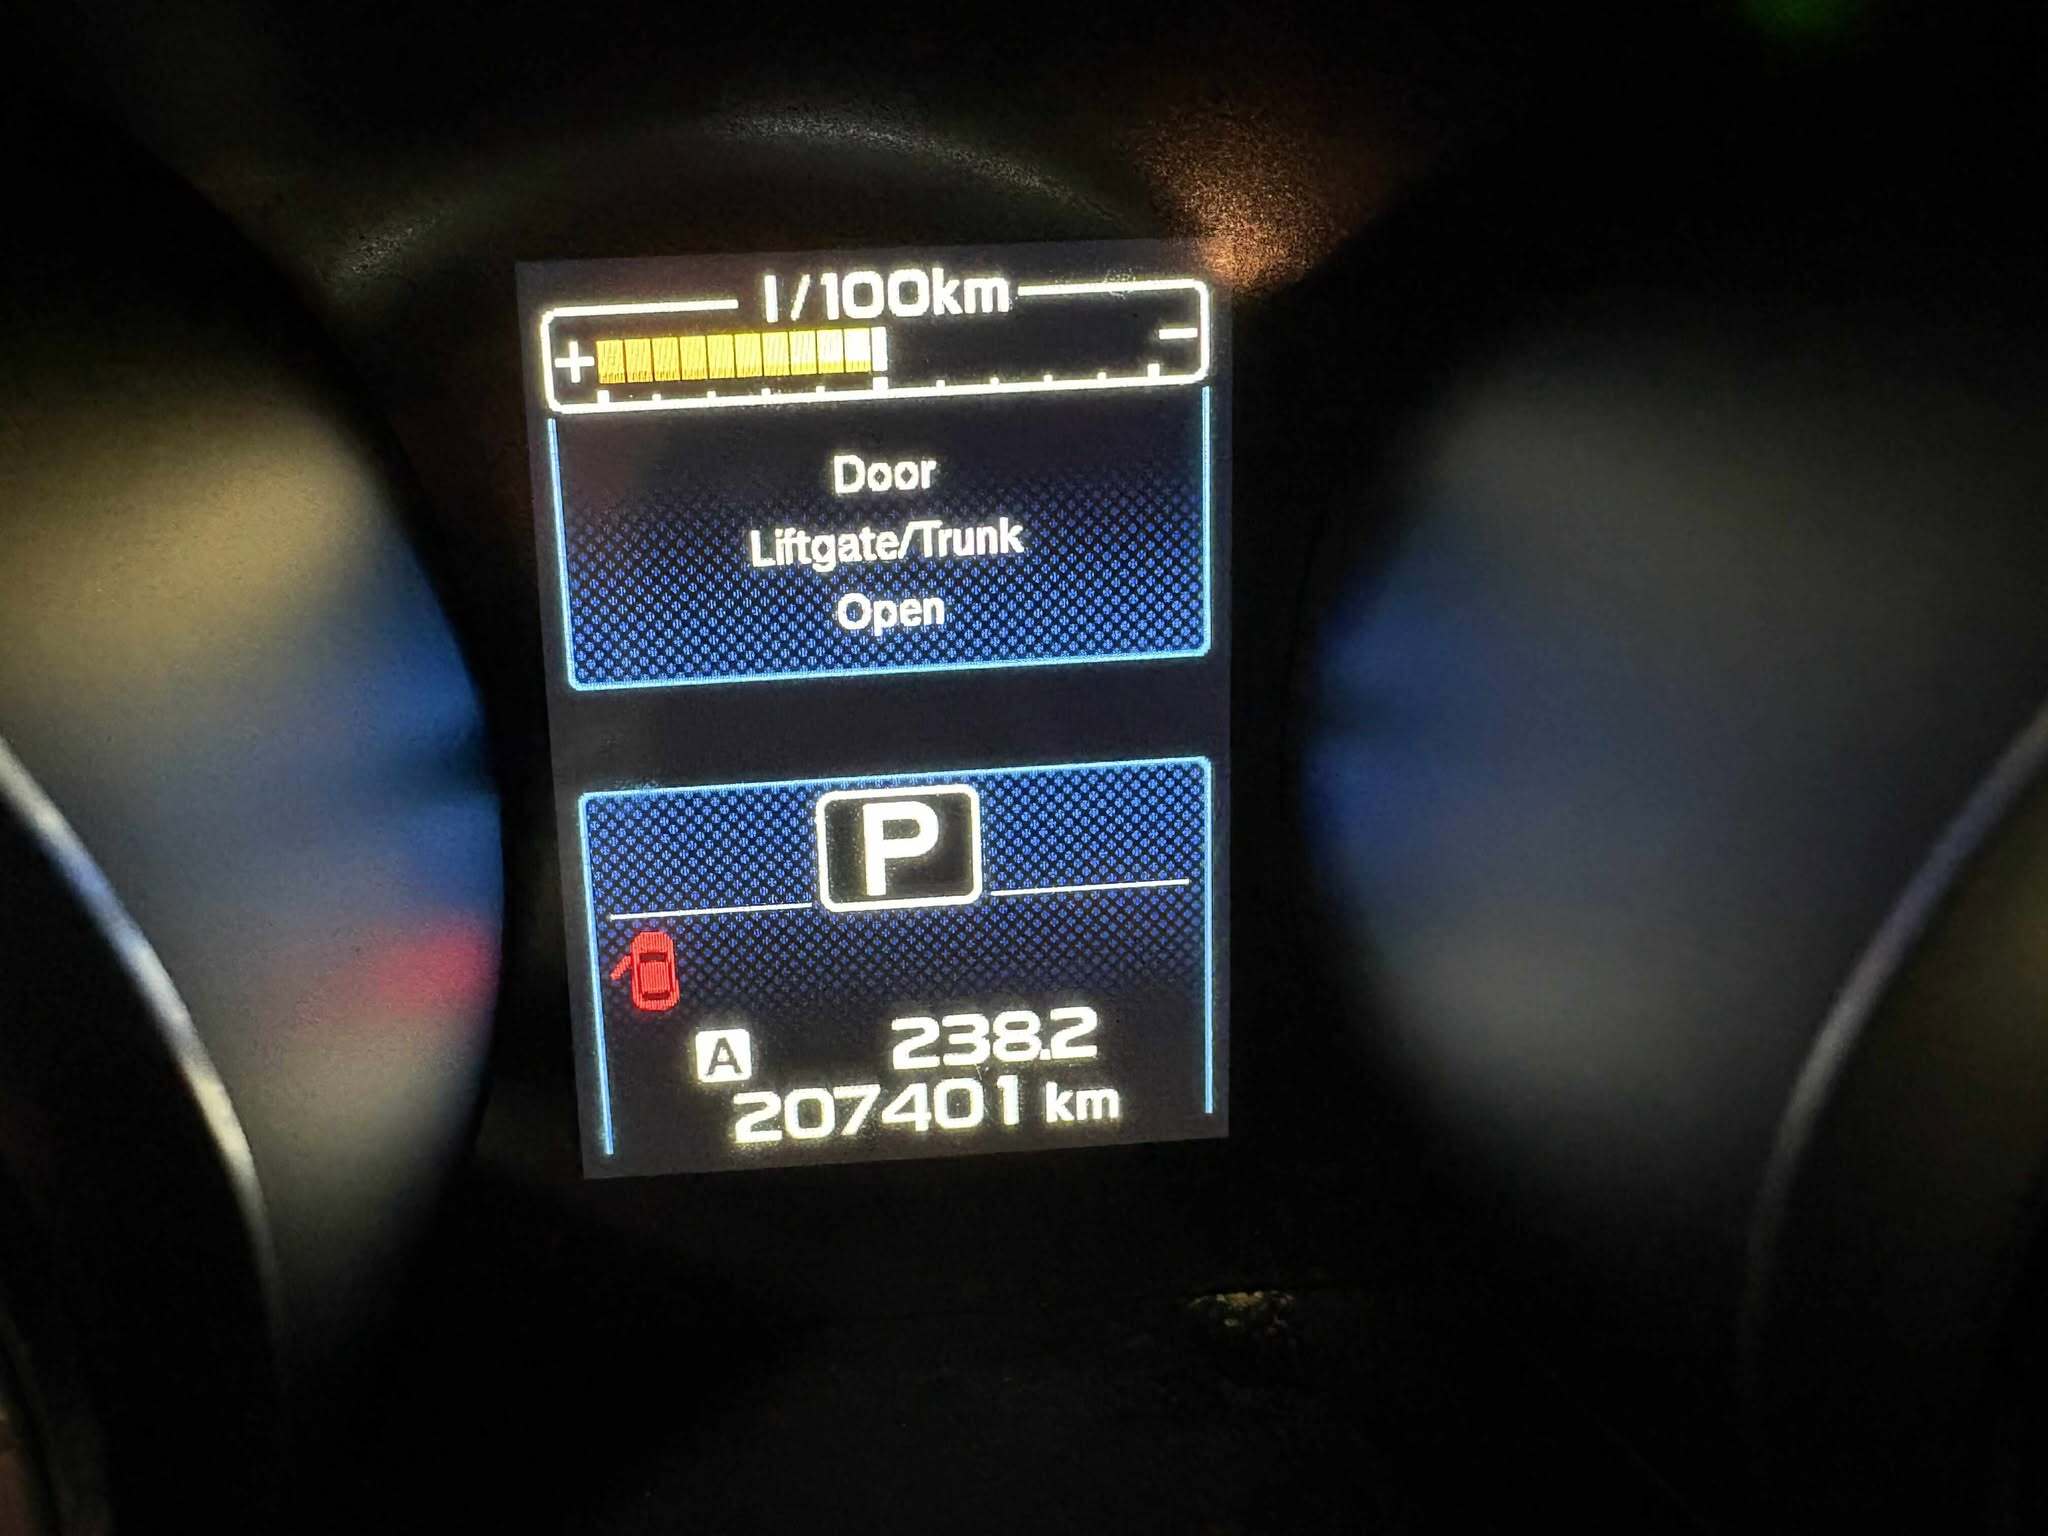 l/100km
+ −
Door
Liftgate/Trunk
Open
P
A 238.2
207401 km